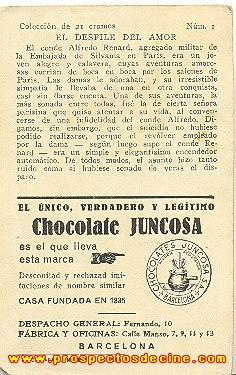 Colección de 21 cromos Núm. 1
EL DESFILE DEL AMOR
El conde Alfredo Renard, agregado militar de
la Embajada de Silvania en París, era un jo-
ven alegre y calavera, cuyas aventuras amoro-
sas corrían de boca en boca por los salones de
París. Las damas le adoraban, y su irresistible
simpatía le llevaba de una en otra conquista,
casi sin darse cuenta. Una de sus aventuras, la
más sonada entre todas, fué la de cierta señora
parisina que quiso atentar a su vida, al conven-
cerse de una infidelidad del conde Alfredo. Di-
gamos, sin embargo, que el suicidio no hubiese
podido realizarse, porque el revólver empleado
por la dama — según luego supo el conde Re-
nard — era un simple y elegantísimo encendedor
automático. De todos modos, el asunto hizo tanto
ruido como si hubiese sonado de veras el dis-
paro.
EL ÚNICO, VERDADERO Y LEGÍTIMO
Chocolate JUNCOSA
es el que lleva
esta marca
Desconfiad y rechazad imi-
taciones de nombre similar
CASA FUNDADA EN 1835
CHOCOLATES JUNCOSA S.A.
BARCELONA
DESPACHO GENERAL: Fernando, 10
FÁBRICA Y OFICINAS: Calle Manso, 7, 9, 11 y 13
BARCELONA
www.prospectosdecine.com